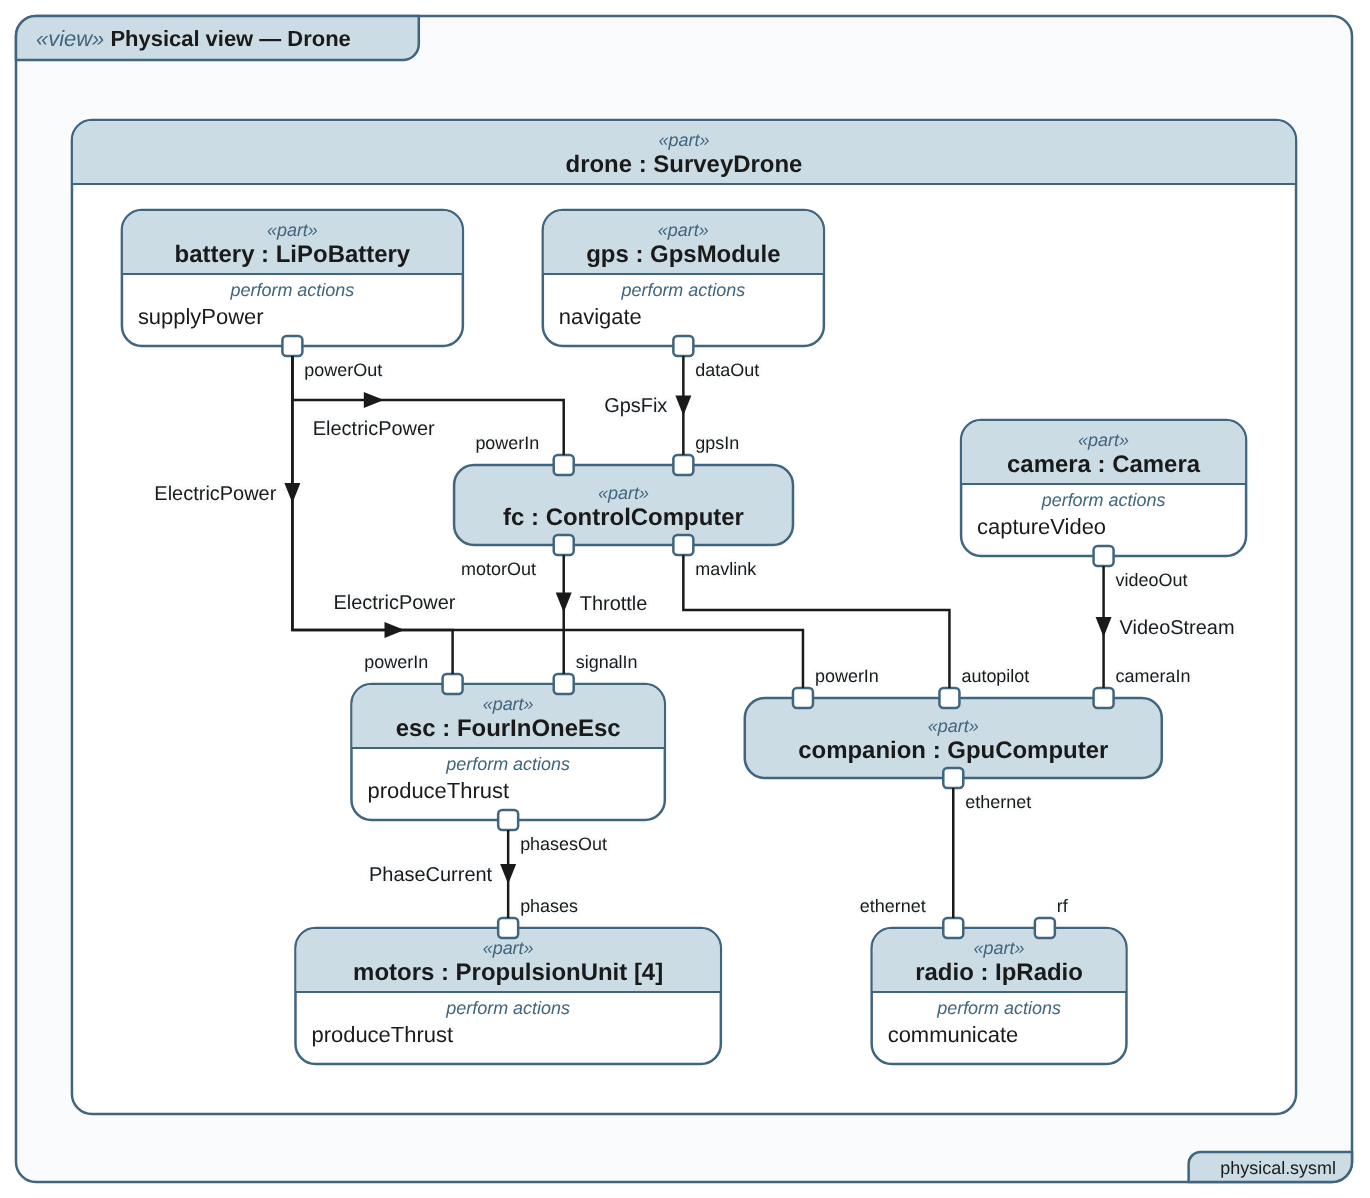 «view» Physical view — Drone
«part»
drone : SurveyDrone
«part»
battery : LiPoBattery
perform actions
supplyPower
powerOut
«part»
gps : GpsModule
perform actions
navigate
dataOut
ElectricPower
GpsFix
powerIn
gpsIn
«part»
camera : Camera
perform actions
captureVideo
videoOut
ElectricPower
«part»
fc : ControlComputer
motorOut
mavlink
ElectricPower
Throttle
VideoStream
powerIn
signalIn
powerIn
autopilot
cameraIn
«part»
esc : FourInOneEsc
perform actions
produceThrust
phasesOut
«part»
companion : GpuComputer
ethernet
PhaseCurrent
phases
ethernet
rf
«part»
motors : PropulsionUnit [4]
perform actions
produceThrust
«part»
radio : IpRadio
perform actions
communicate
physical.sysml